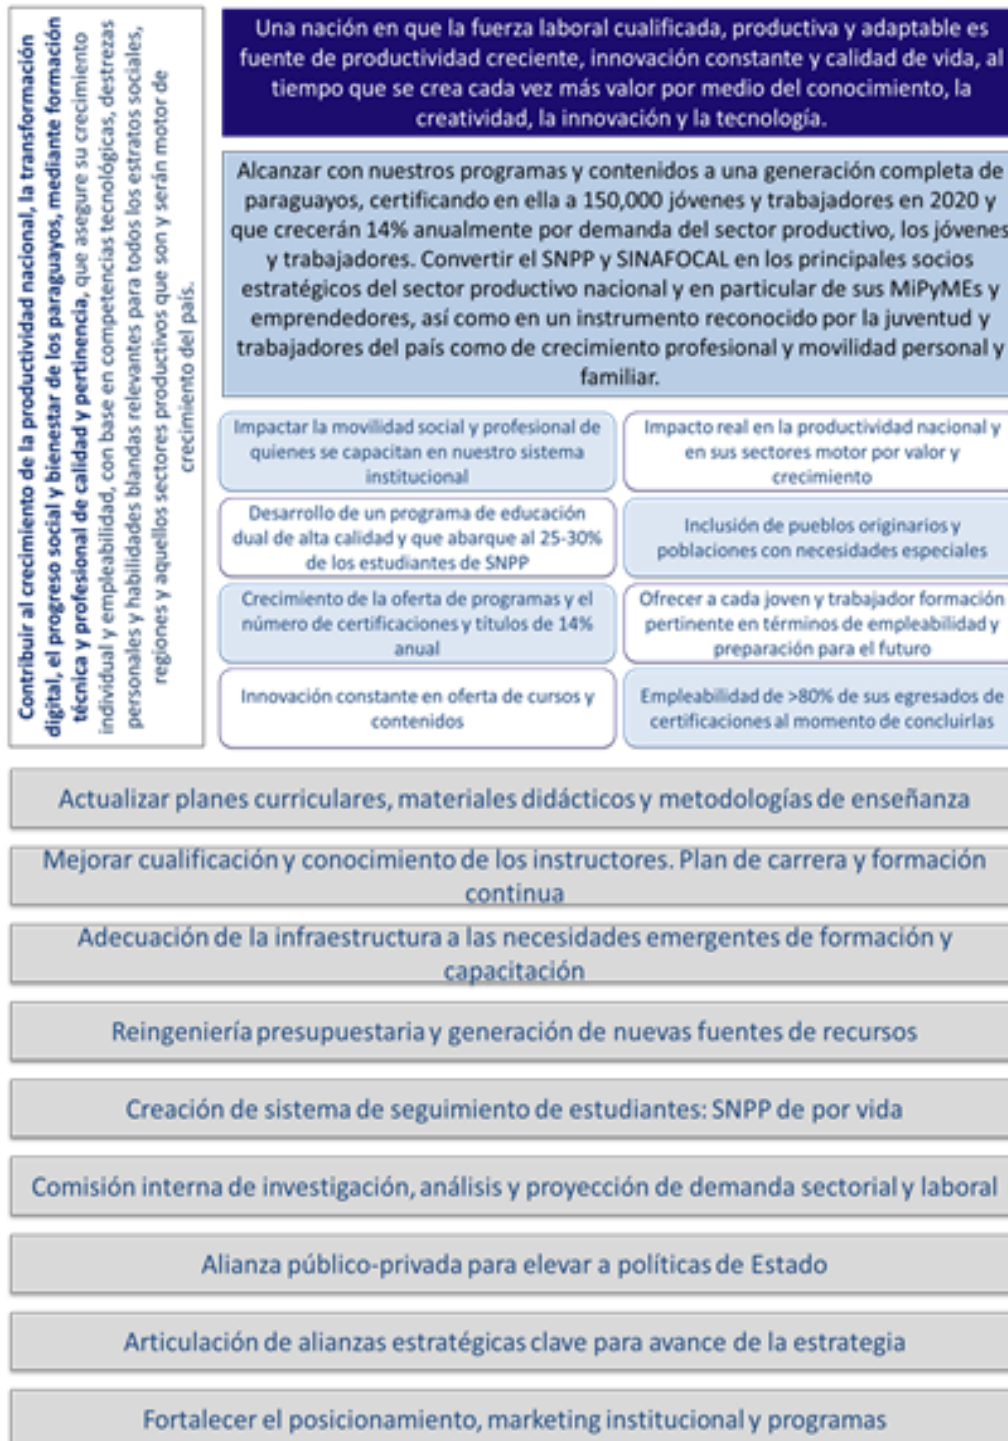 Contribuir al crecimiento de la productividad nacional, la transformación
digital, el progreso social y bienestar de los paraguayos, mediante formación
técnica y profesional de calidad y pertinencia, que asegure su crecimiento
individual y empleabilidad, con base en competencias tecnológicas, destrezas
personales y habilidades blandas relevantes para todos los estratos sociales,
regiones y aquellos sectores productivos que son y serán motor de
crecimiento del país.
Una nación en que la fuerza laboral cualificada, productiva y adaptable es
fuente de productividad creciente, innovación constante y calidad de vida, al
tiempo que se crea cada vez más valor por medio del conocimiento, la
creatividad, la innovación y la tecnología.
Alcanzar con nuestros programas y contenidos a una generación completa de
paraguayos, certificando en ella a 150,000 jóvenes y trabajadores en 2020 y
que crecerán 14% anualmente por demanda del sector productivo, los jóvenes
y trabajadores. Convertir el SNPP y SINAFOCAL en los principales socios
estratégicos del sector productivo nacional y en particular de sus MiPyMEs y
emprendedores, así como en un instrumento reconocido por la juventud y
trabajadores del país como de crecimiento profesional y movilidad personal y
familiar.
Impactar la movilidad social y profesional de
quienes se capacitan en nuestro sistema
institucional
Impacto real en la productividad nacional y
en sus sectores motor por valor y
crecimiento
Desarrollo de un programa de educación
dual de alta calidad y que abarque al 25-30%
de los estudiantes de SNPP
Inclusión de pueblos originarios y
poblaciones con necesidades especiales
Crecimiento de la oferta de programas y el
número de certificaciones y títulos de 14%
anual
Ofrecer a cada joven y trabajador formación
pertinente en términos de empleabilidad y
preparación para el futuro
Innovación constante en oferta de cursos y
contenidos
Empleabilidad de >80% de sus egresados de
certificaciones al momento de concluirlas
Actualizar planes curriculares, materiales didácticos y metodologías de enseñanza
Mejorar cualificación y conocimiento de los instructores. Plan de carrera y formación
continua
Adecuación de la infraestructura a las necesidades emergentes de formación y
capacitación
Reingeniería presupuestaria y generación de nuevas fuentes de recursos
Creación de sistema de seguimiento de estudiantes: SNPP de por vida
Comisión interna de investigación, análisis y proyección de demanda sectorial y laboral
Alianza público-privada para elevar a políticas de Estado
Articulación de alianzas estratégicas clave para avance de la estrategia
Fortalecer el posicionamiento, marketing institucional y programas